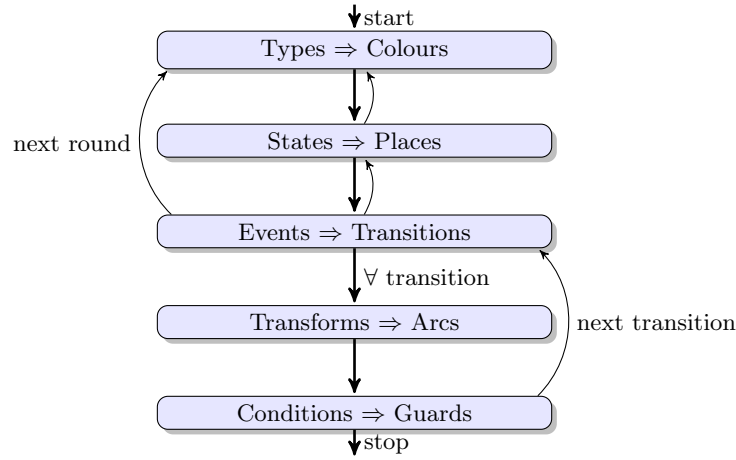 start
Types ⇒ Colours
States ⇒ Places
next round
Events ⇒ Transitions
∀ transition
Transforms ⇒ Arcs
next transition
Conditions ⇒ Guards
stop